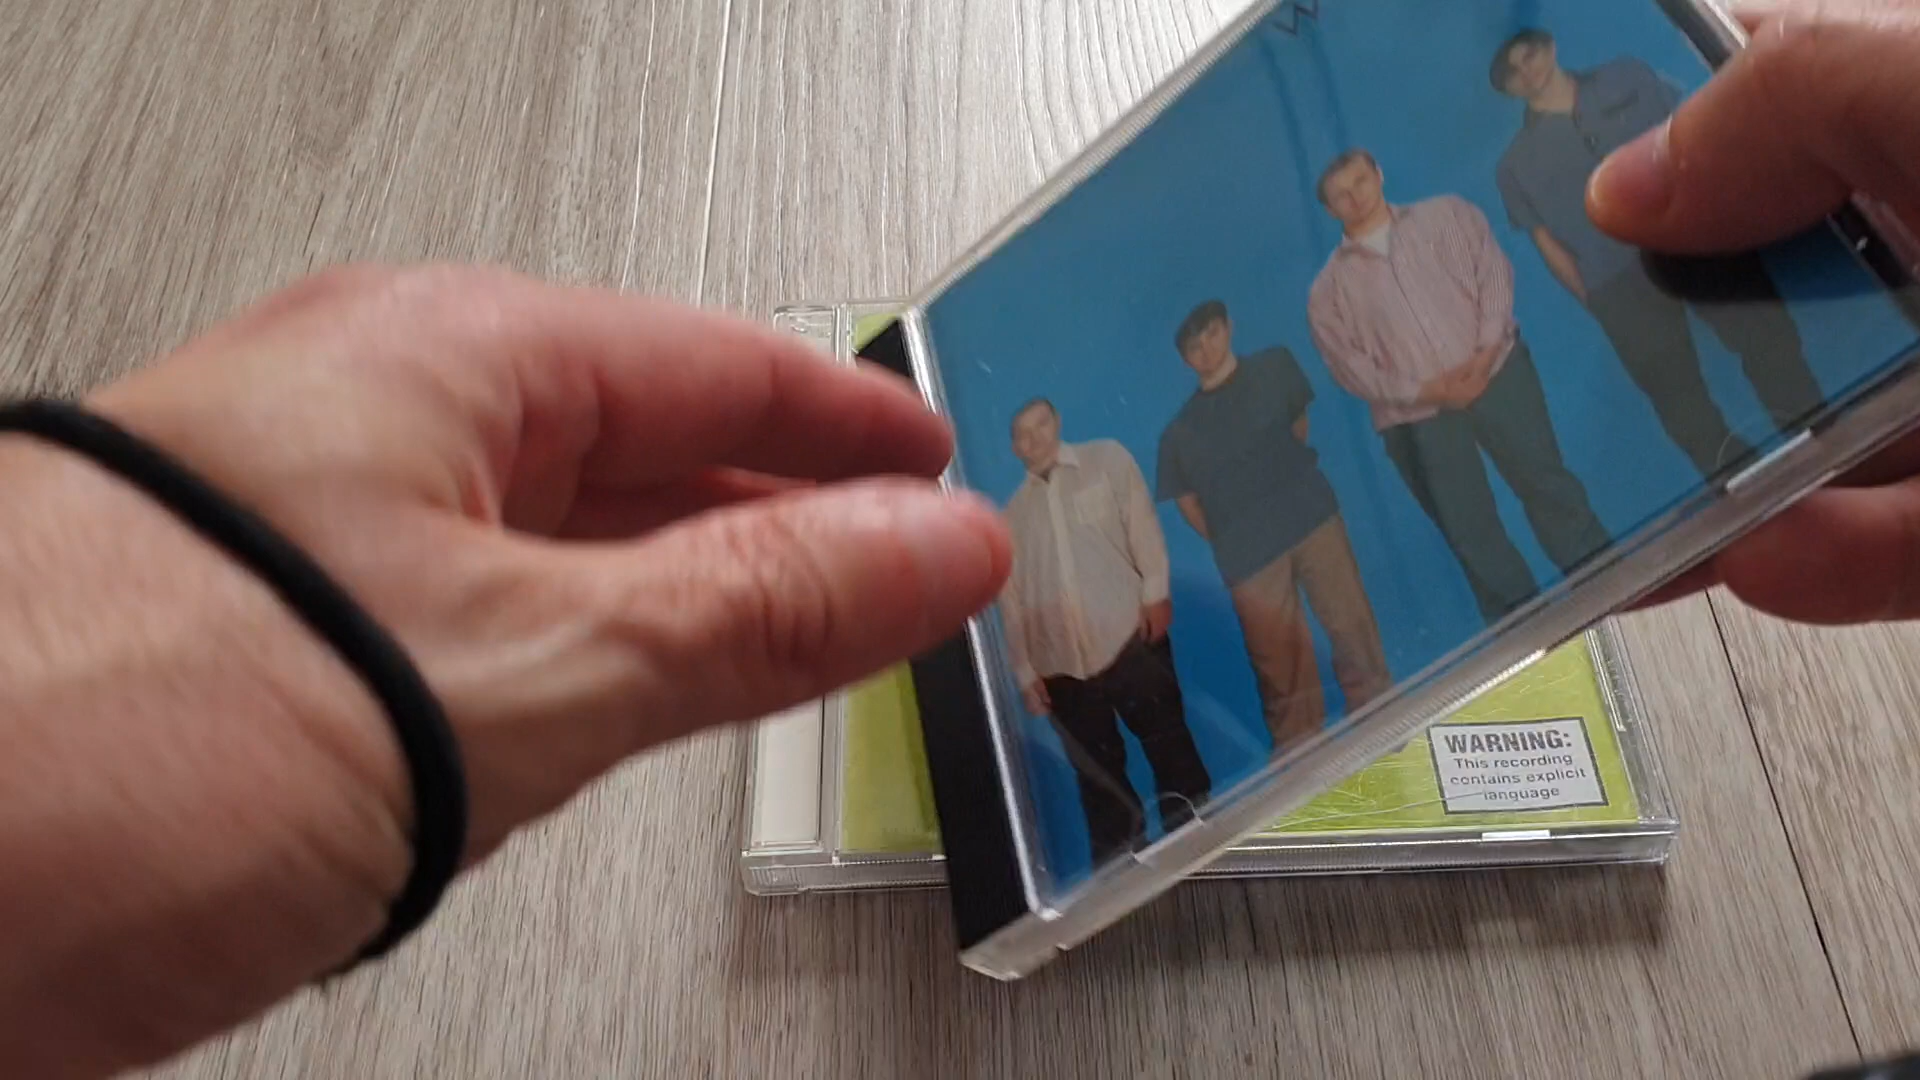 W
WARNING:
This recording
contains explicit
language